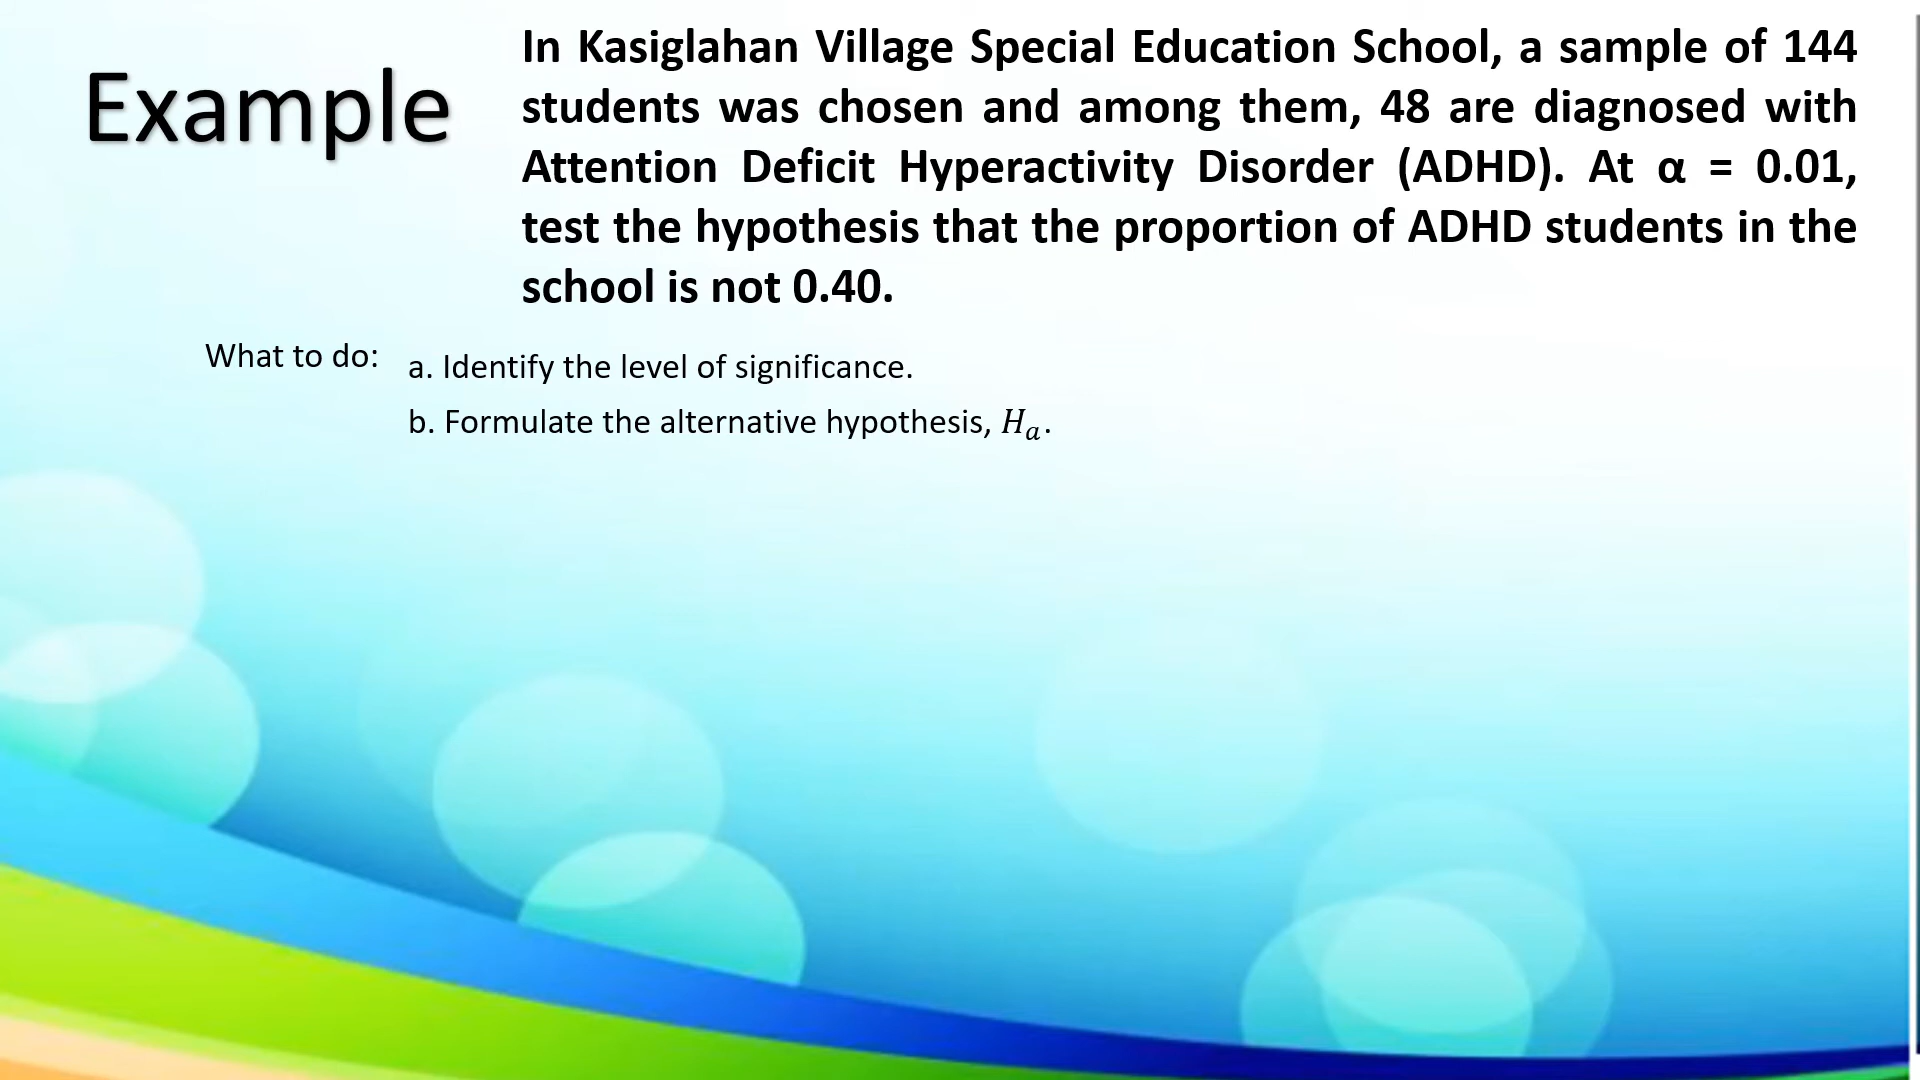 Example
In Kasiglahan Village Special Education School, a sample of 144
students was chosen and among them, 48 are diagnosed with
Attention Deficit Hyperactivity Disorder (ADHD). At α = 0.01,
test the hypothesis that the proportion of ADHD students in the
school is not 0.40.
What to do:
a. Identify the level of significance.
b. Formulate the alternative hypothesis, Hₐ.